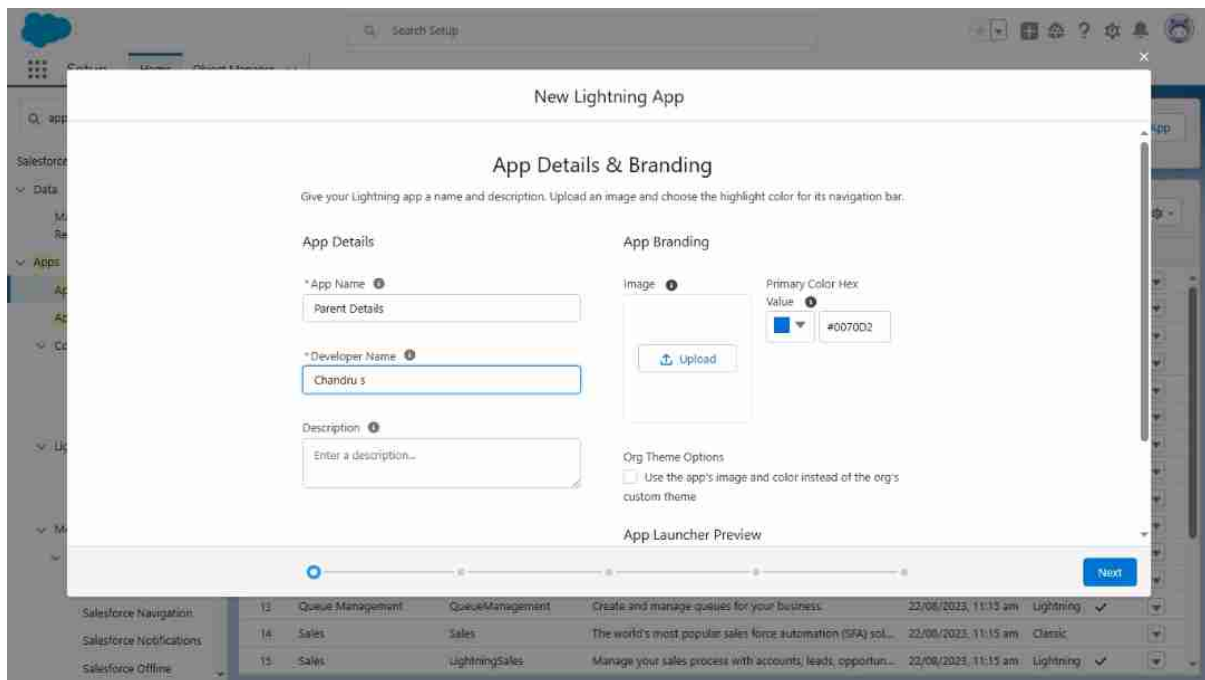 Search Setup
Setup Home Object Manager
New Lightning App
app
App
Salesforce
App Details & Branding
Data
Give your Lightning app a name and description. Upload an image and choose the highlight color for its navigation bar.
App Details
App Branding
Apps
*App Name
Image
Primary Color Hex
Value
Parent Details
#0070D2
*Developer Name
Upload
Chandru s
Description
Enter a description...
Org Theme Options
Use the app's image and color instead of the org's
custom theme
App Launcher Preview
Next
Salesforce Navigation
13 Queue Management QueueManagement Create and manage queues for your business. 22/08/2023, 11:15 am Lightning
Salesforce Notifications
14 Sales Sales The world's most popular sales force automation (SFA) sol... 22/08/2023, 11:15 am Classic
Salesforce Offline
15 Sales LightningSales Manage your sales process with accounts, leads, opportun... 22/08/2023, 11:15 am Lightning